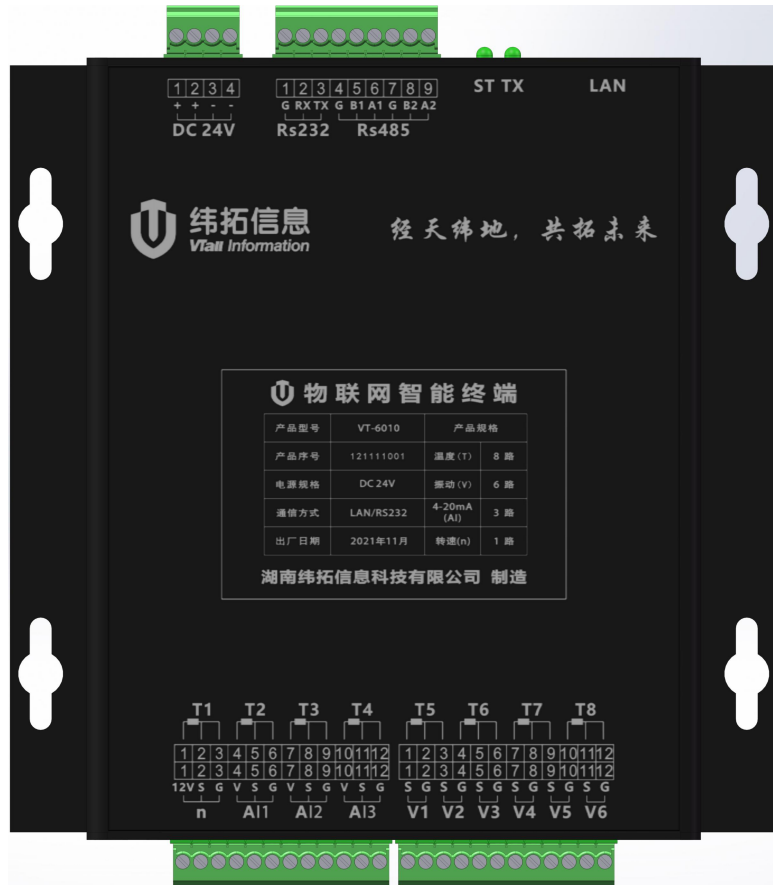 1 2 3 4 1 2 3 4 5 6 7 8 9 ST TX LAN
+ + - - G RX TX G B1 A1 G B2 A2
DC 24V Rs232 Rs485
纬拓信息 经天纬地，共拓未来
VTall Information
物联网智能终端
产品型号 VT-6010 产品规格
产品序号 121111001 温度(T) 8 路
电源规格 DC 24V 振动(V) 6 路
通信方式 LAN/RS232 4-20mA (AI) 3 路
出厂日期 2021年11月 转速(n) 1 路
湖南纬拓信息科技有限公司 制造
T1 T2 T3 T4 T5 T6 T7 T8
1 2 3 4 5 6 7 8 9 10 11 12 1 2 3 4 5 6 7 8 9 10 11 12
1 2 3 4 5 6 7 8 9 10 11 12 1 2 3 4 5 6 7 8 9 10 11 12
12V S G V S G V S G V S G S G S G S G S G S G S G
n AI1 AI2 AI3 V1 V2 V3 V4 V5 V6